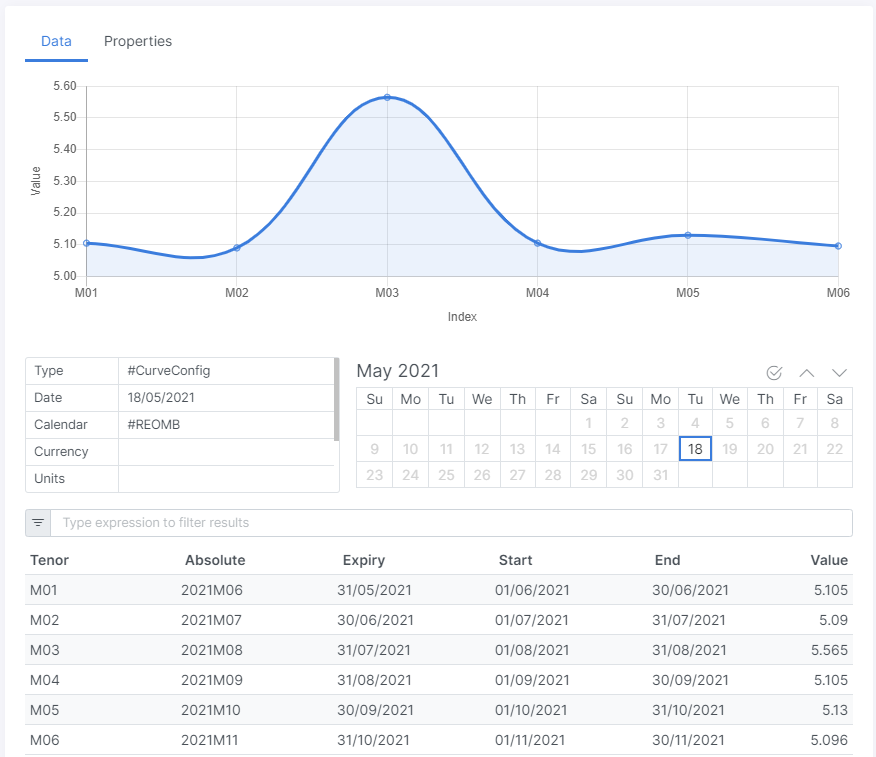 Data Properties
5.60
5.50
5.40
5.30
5.20
5.10
5.00
Value
M01 M02 M03 M04 M05 M06
Index
Type #CurveConfig
Date 18/05/2021
Calendar #REOMB
Currency
Units
May 2021
Su Mo Tu We Th Fr Sa Su Mo Tu We Th Fr Sa
1 2 3 4 5 6 7 8
9 10 11 12 13 14 15 16 17 18 19 20 21 22
23 24 25 26 27 28 29 30 31
Type expression to filter results
Tenor Absolute Expiry Start End Value
M01 2021M06 31/05/2021 01/06/2021 30/06/2021 5.105
M02 2021M07 30/06/2021 01/07/2021 31/07/2021 5.09
M03 2021M08 31/07/2021 01/08/2021 31/08/2021 5.565
M04 2021M09 31/08/2021 01/09/2021 30/09/2021 5.105
M05 2021M10 30/09/2021 01/10/2021 31/10/2021 5.13
M06 2021M11 31/10/2021 01/11/2021 30/11/2021 5.096